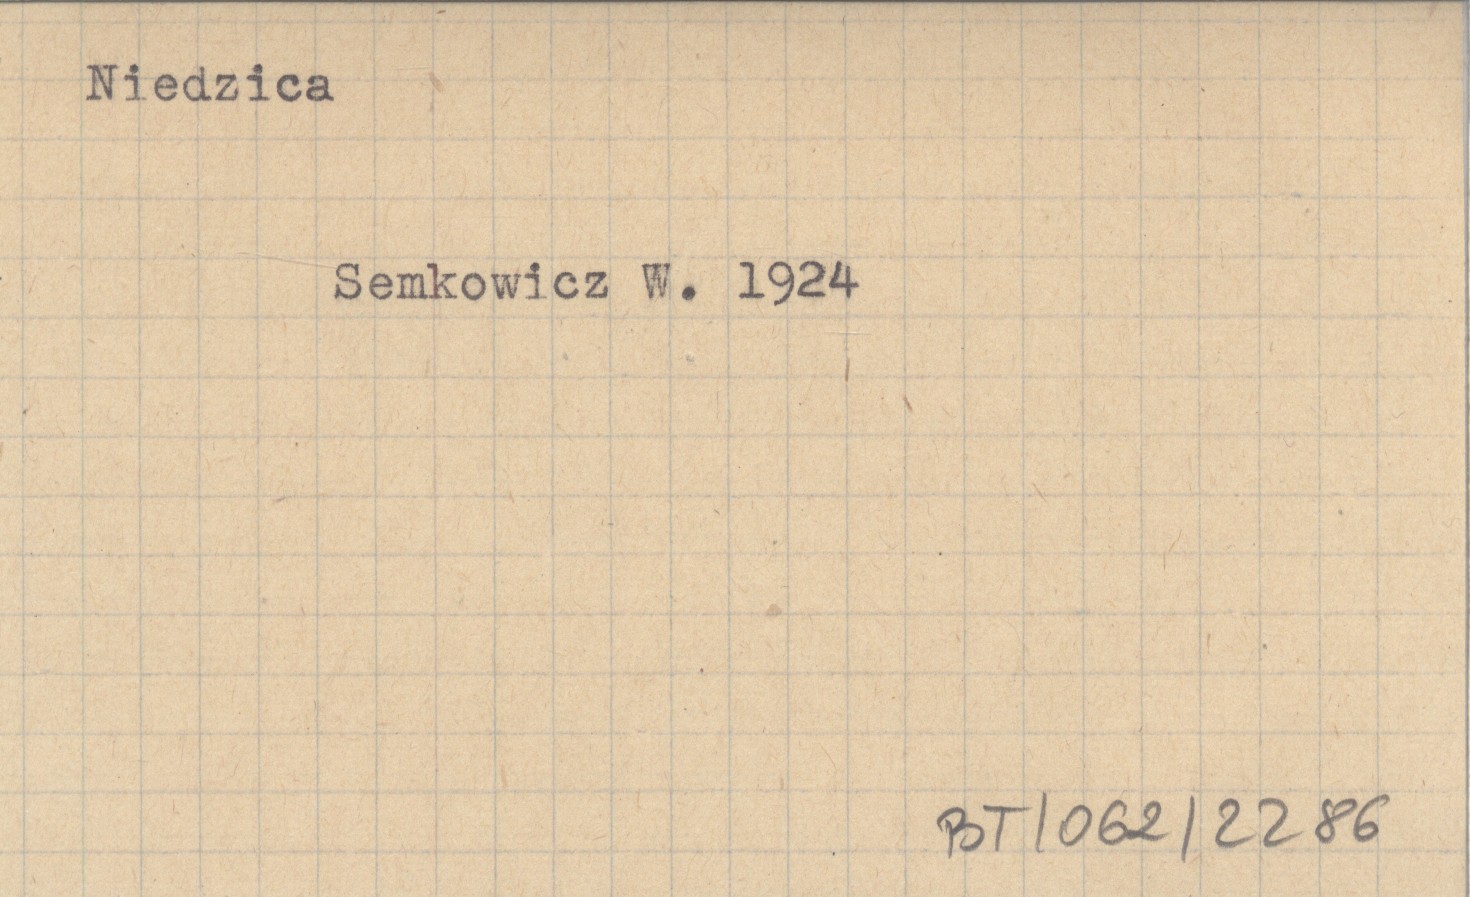 Niedzica
Semkowicz W. 1924
BT/062/2286